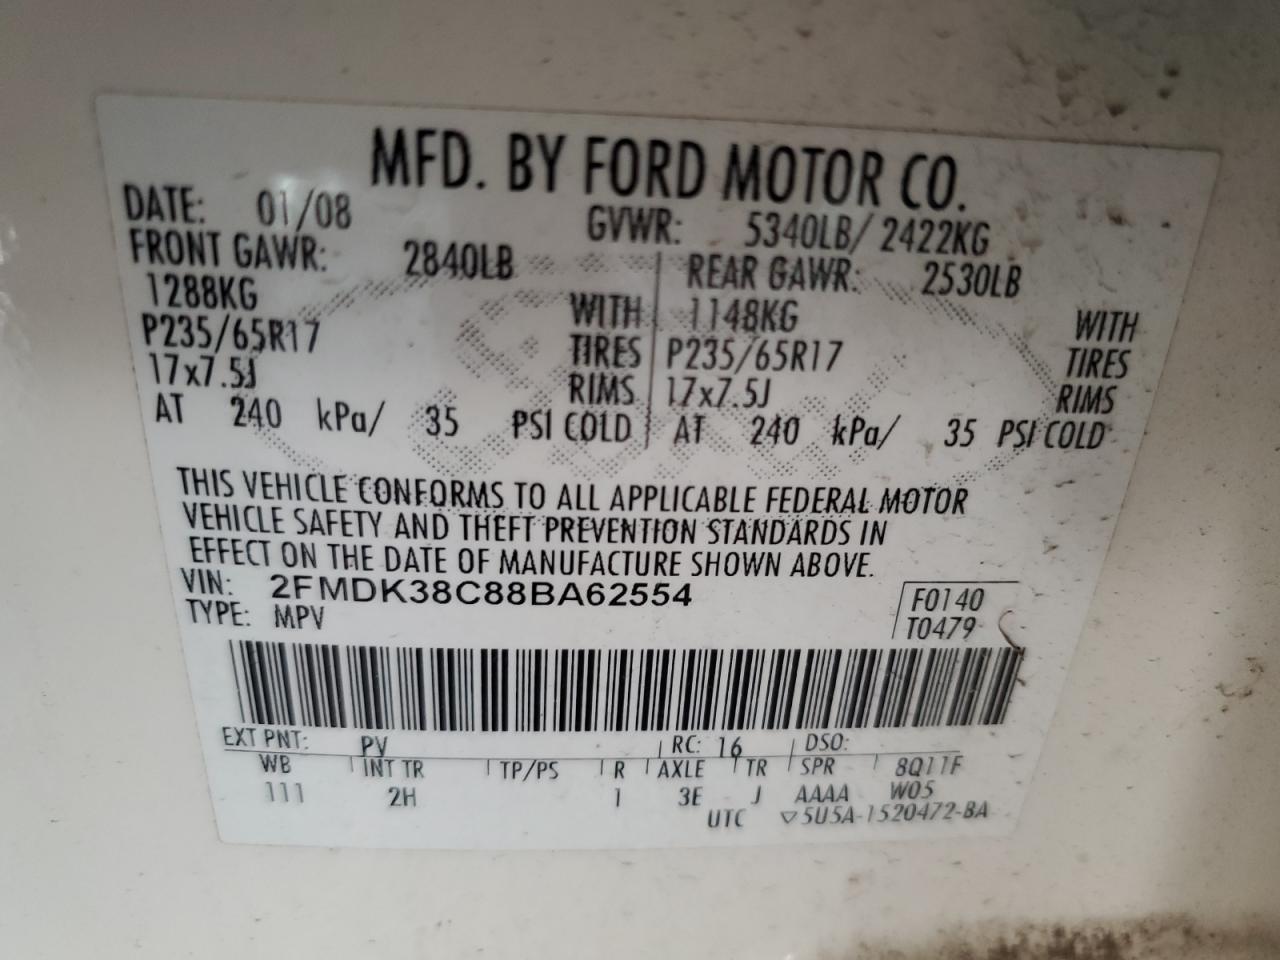 MFD. BY FORD MOTOR CO.
DATE: 01/08 GVWR: 5340LB/ 2422KG
FRONT GAWR: 2840LB REAR GAWR: 2530LB
1288KG WITH 1148KG WITH
P235/65R17 TIRES P235/65R17 TIRES
17x7.5J RIMS 17x7.5J RIMS
AT 240 kPa/ 35 PSI COLD AT 240 kPa/ 35 PSI COLD
THIS VEHICLE CONFORMS TO ALL APPLICABLE FEDERAL MOTOR
VEHICLE SAFETY AND THEFT PREVENTION STANDARDS IN
EFFECT ON THE DATE OF MANUFACTURE SHOWN ABOVE.
VIN: 2FMDK38C88BA62554 F0140
TYPE: MPV T0479
EXT PNT: PV RC: 16 DSO:
WB INT TR TP/PS R AXLE TR SPR 8Q11F
111 2H 1 3E J AAAA W05
UTC ▽5U5A-1520472-BA